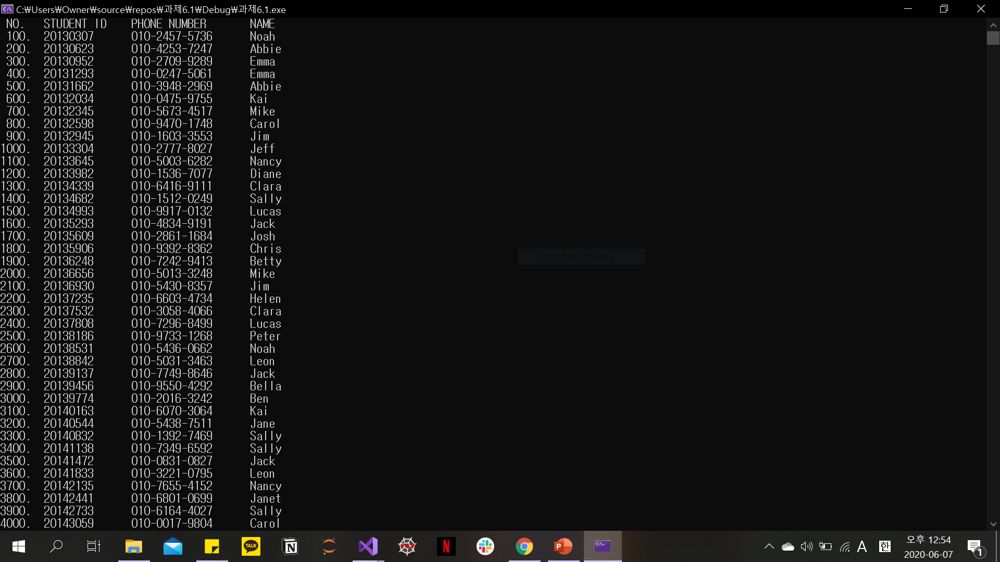 C:₩Users₩Owner₩source₩repos₩과제6.1₩Debug₩과제6.1.exe
NO. STUDENT ID PHONE NUMBER NAME
100. 20130307 010-2457-5736 Noah
200. 20130623 010-4253-7247 Abbie
300. 20130952 010-2709-9289 Emma
400. 20131293 010-0247-5061 Emma
500. 20131662 010-3948-2969 Abbie
600. 20132034 010-0475-9755 Kai
700. 20132345 010-5673-4517 Mike
800. 20132598 010-9470-1748 Carol
900. 20132945 010-1603-3553 Jim
1000. 20133304 010-2777-8027 Jeff
1100. 20133645 010-5003-6282 Nancy
1200. 20133982 010-1536-7077 Diane
1300. 20134339 010-6416-9111 Clara
1400. 20134682 010-1512-0249 Sally
1500. 20134993 010-9917-0132 Lucas
1600. 20135293 010-4834-9191 Jack
1700. 20135609 010-2861-1684 Josh
1800. 20135906 010-9392-8362 Chris
1900. 20136248 010-7242-9413 Betty
2000. 20136656 010-5013-3248 Mike
2100. 20136930 010-5430-8357 Jim
2200. 20137235 010-6603-4734 Helen
2300. 20137532 010-3058-4066 Clara
2400. 20137808 010-7296-8499 Lucas
2500. 20138186 010-9733-1268 Peter
2600. 20138531 010-5436-0662 Noah
2700. 20138842 010-5031-3463 Leon
2800. 20139137 010-7749-8646 Jack
2900. 20139456 010-9550-4292 Bella
3000. 20139774 010-2016-3242 Ben
3100. 20140163 010-6070-3064 Kai
3200. 20140544 010-5438-7511 Jane
3300. 20140832 010-1392-7469 Sally
3400. 20141138 010-7349-6592 Sally
3500. 20141472 010-0831-0827 Jack
3600. 20141833 010-3221-0795 Leon
3700. 20142135 010-7655-4152 Nancy
3800. 20142441 010-6801-0699 Janet
3900. 20142733 010-6164-4027 Sally
4000. 20143059 010-0017-9804 Carol
전체 화면 캡처(S)
TALK
N
N
P
A
한
오후 12:54
2020-06-07
1